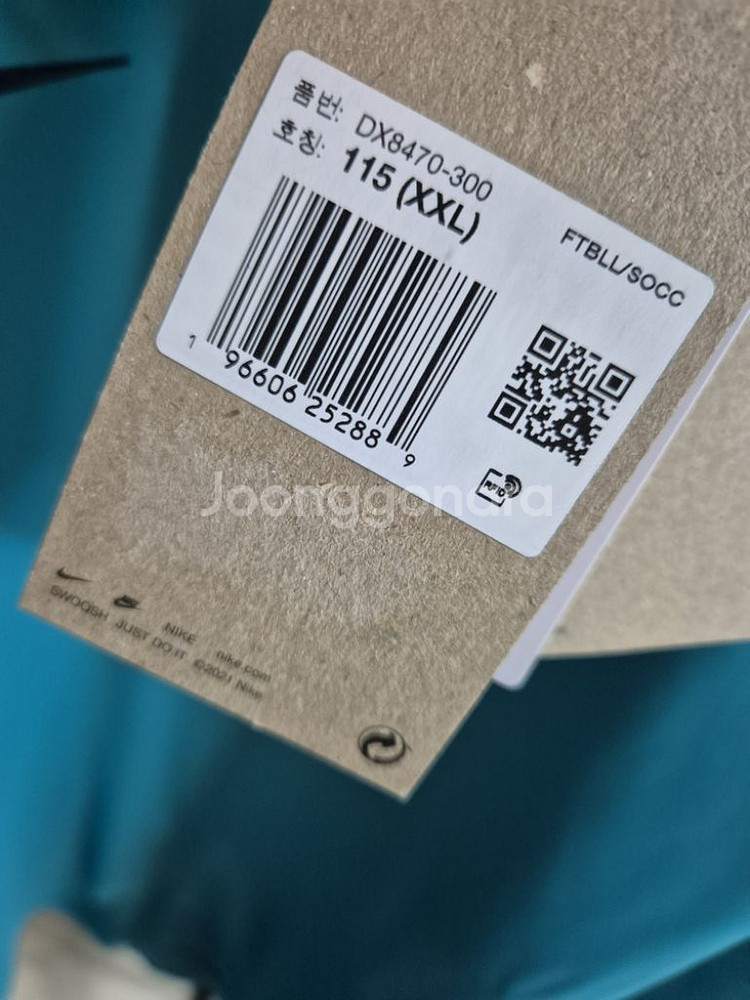 품번: DX8470-300
호칭: 115 (XXL)
FTBLL/SOCC
1 96606 25288 9
RFID
Joonggonara
NIKE nike.com
SWOOSH JUST DO IT ©2021 Nike